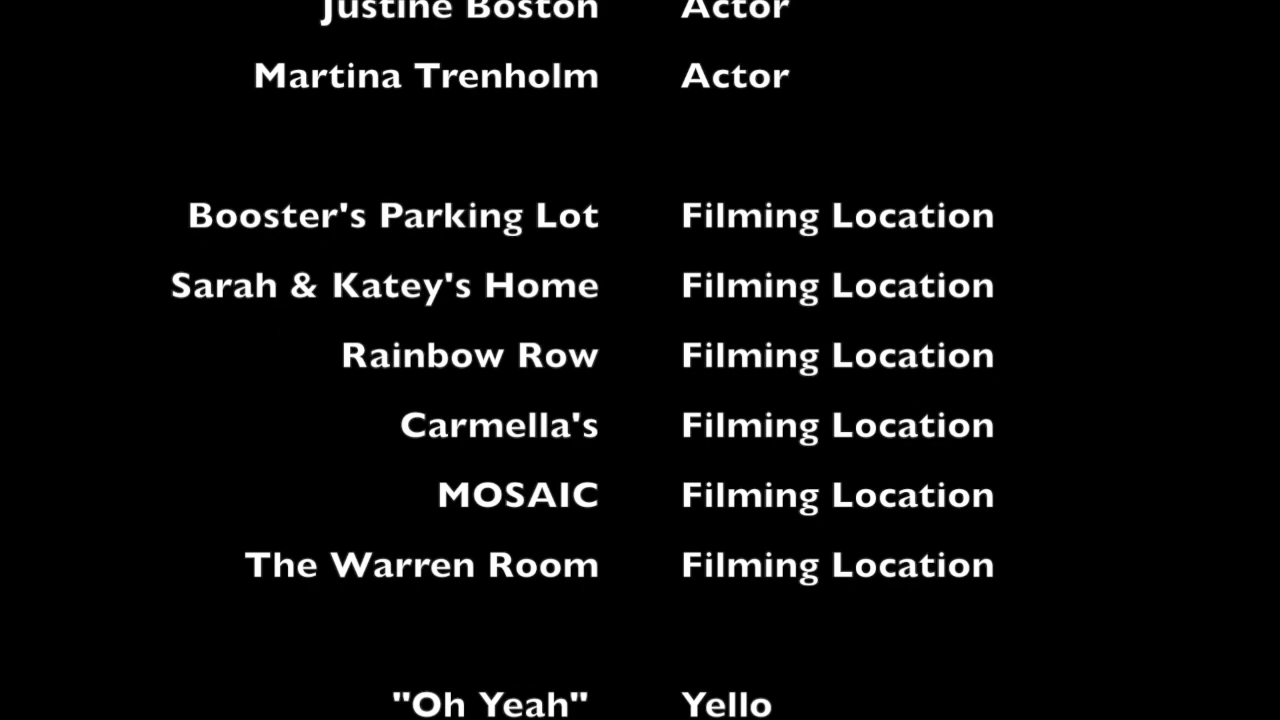 Justine Boston Actor
Martina Trenholm Actor
Booster's Parking Lot Filming Location
Sarah & Katey's Home Filming Location
Rainbow Row Filming Location
Carmella's Filming Location
MOSAIC Filming Location
The Warren Room Filming Location
"Oh Yeah" Yello